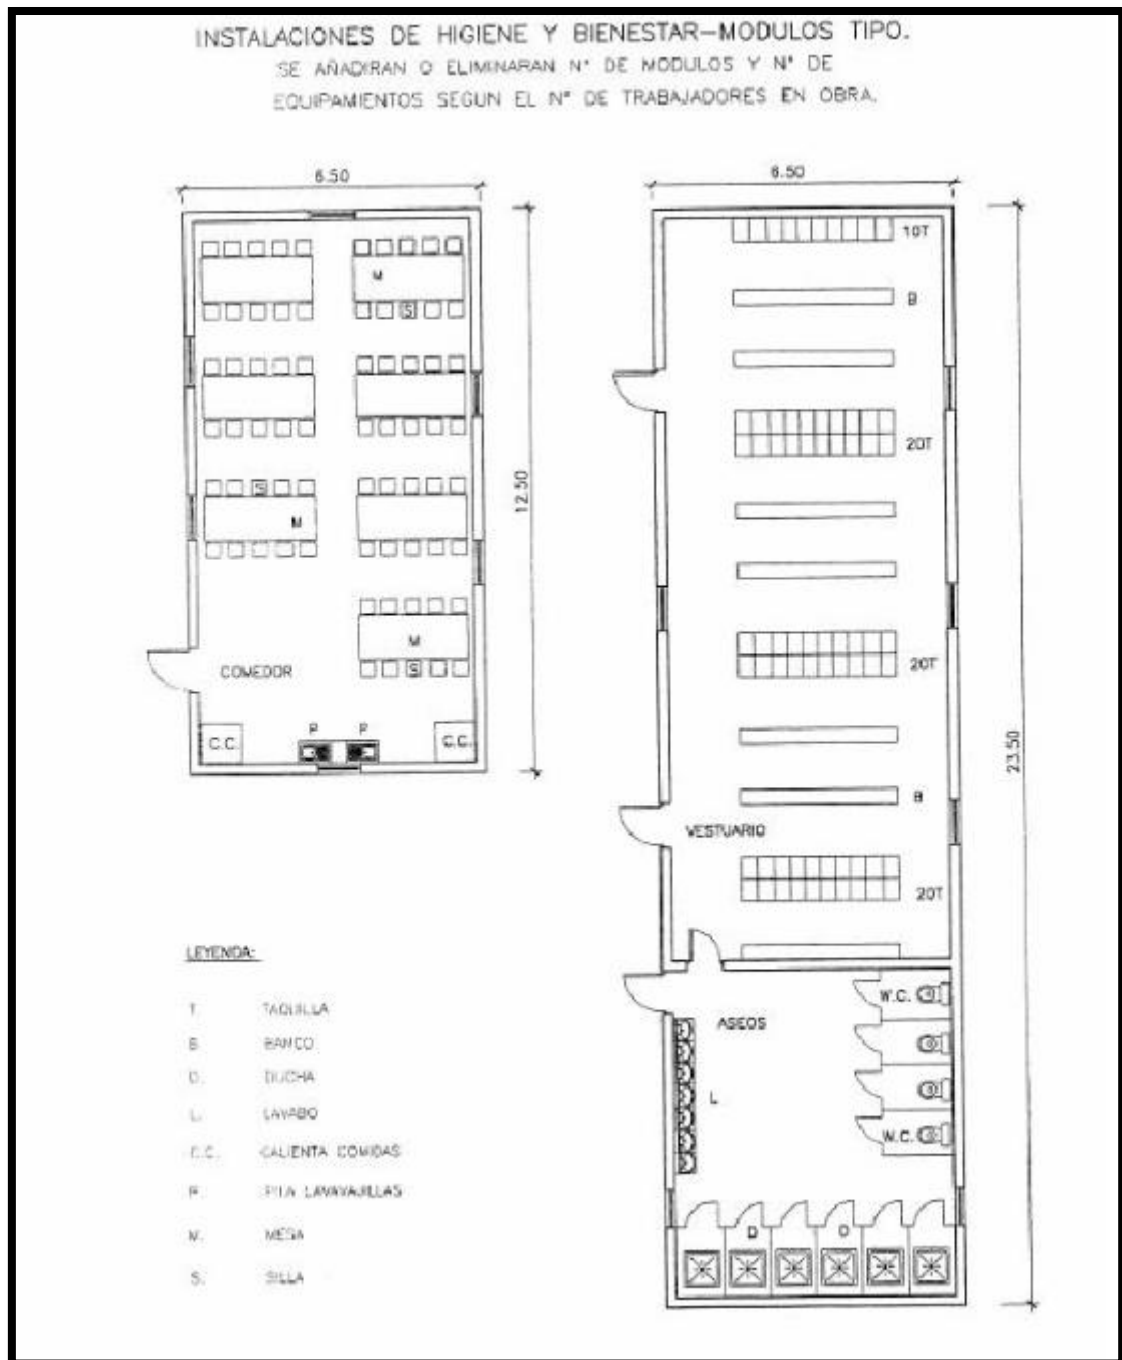 INSTALACIONES DE HIGIENE Y BIENESTAR-MODULOS TIPO.
SE AÑADIRAN O ELIMINARAN Nº DE MODULOS Y Nº DE
EQUIPAMIENTOS SEGUN EL Nº DE TRABAJADORES EN OBRA.
6.50
M
S
S
M
M
S
COMEDOR
C.C.
P
P
C.C.
12.50
6.50
10T
B
20T
20T
B
VESTUARIO
20T
23.50
W.C.
ASEOS
L
W.C.
D
D
LEYENDA:
T. TAQUILLA
B. BANCO
D. DUCHA
L. LAVABO
C.C. CALIENTA COMIDAS
P. PILA LAVAVAJILLAS
M. MESA
S. SILLA